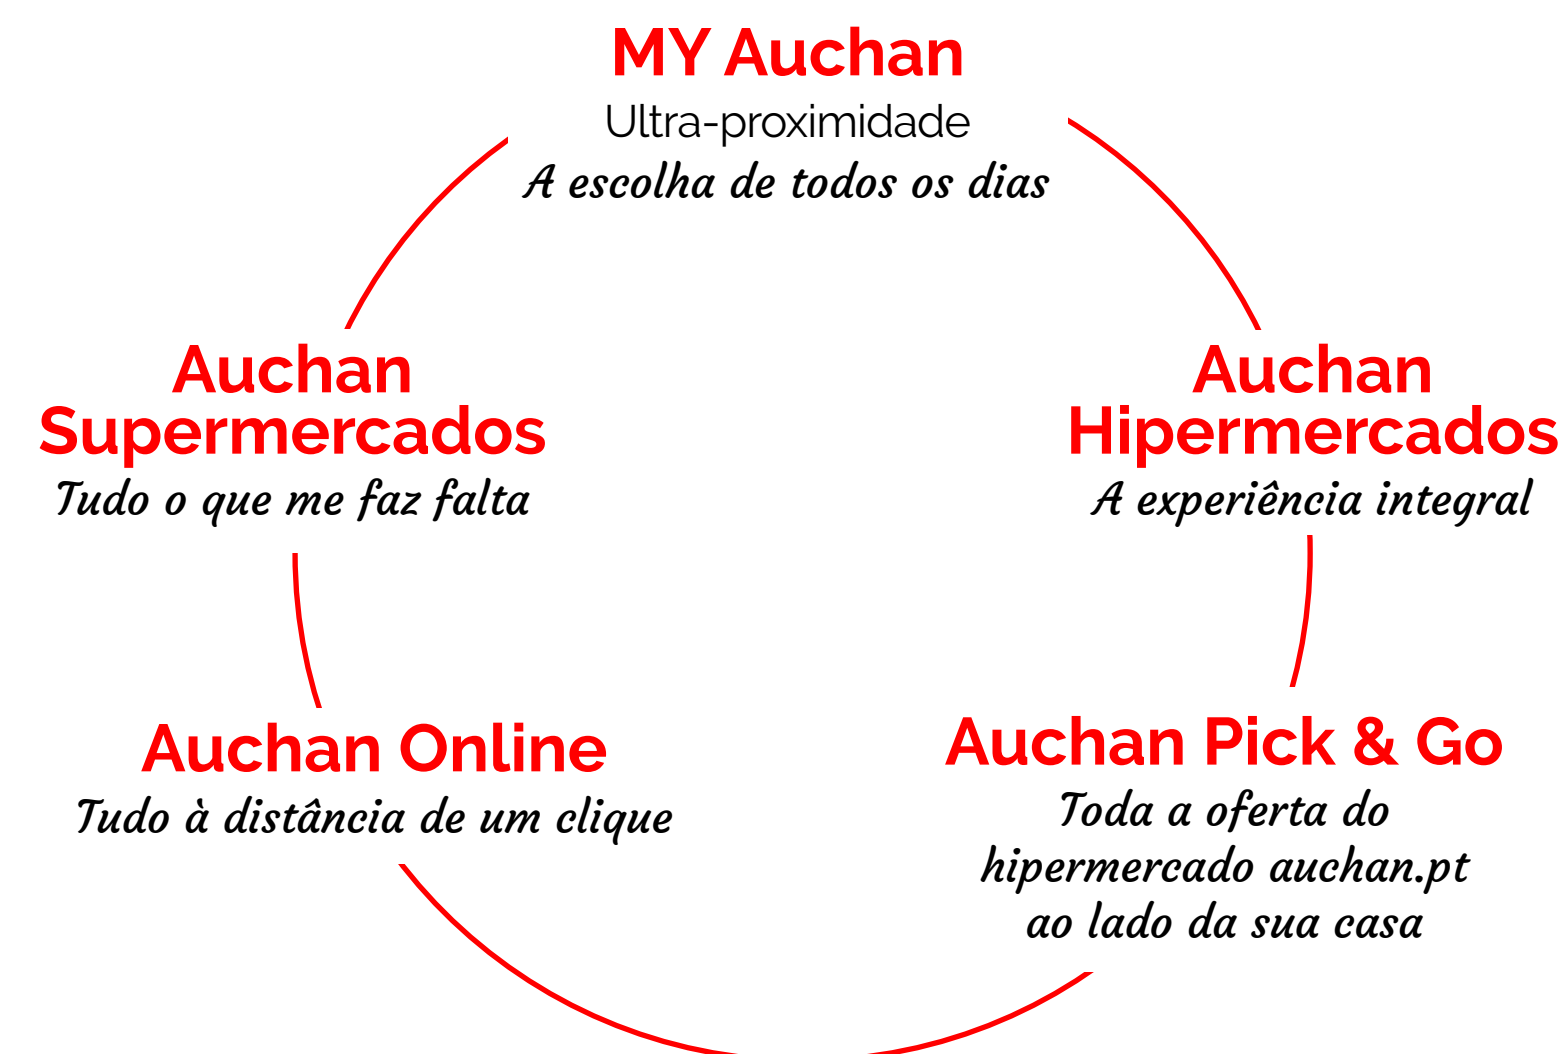 MY Auchan
Ultra-proximidade
A escolha de todos os dias
Auchan
Supermercados
Tudo o que me faz falta
Auchan
Hipermercados
A experiência integral
Auchan Online
Tudo à distância de um clique
Auchan Pick & Go
Toda a oferta do
hipermercado auchan.pt
ao lado da sua casa